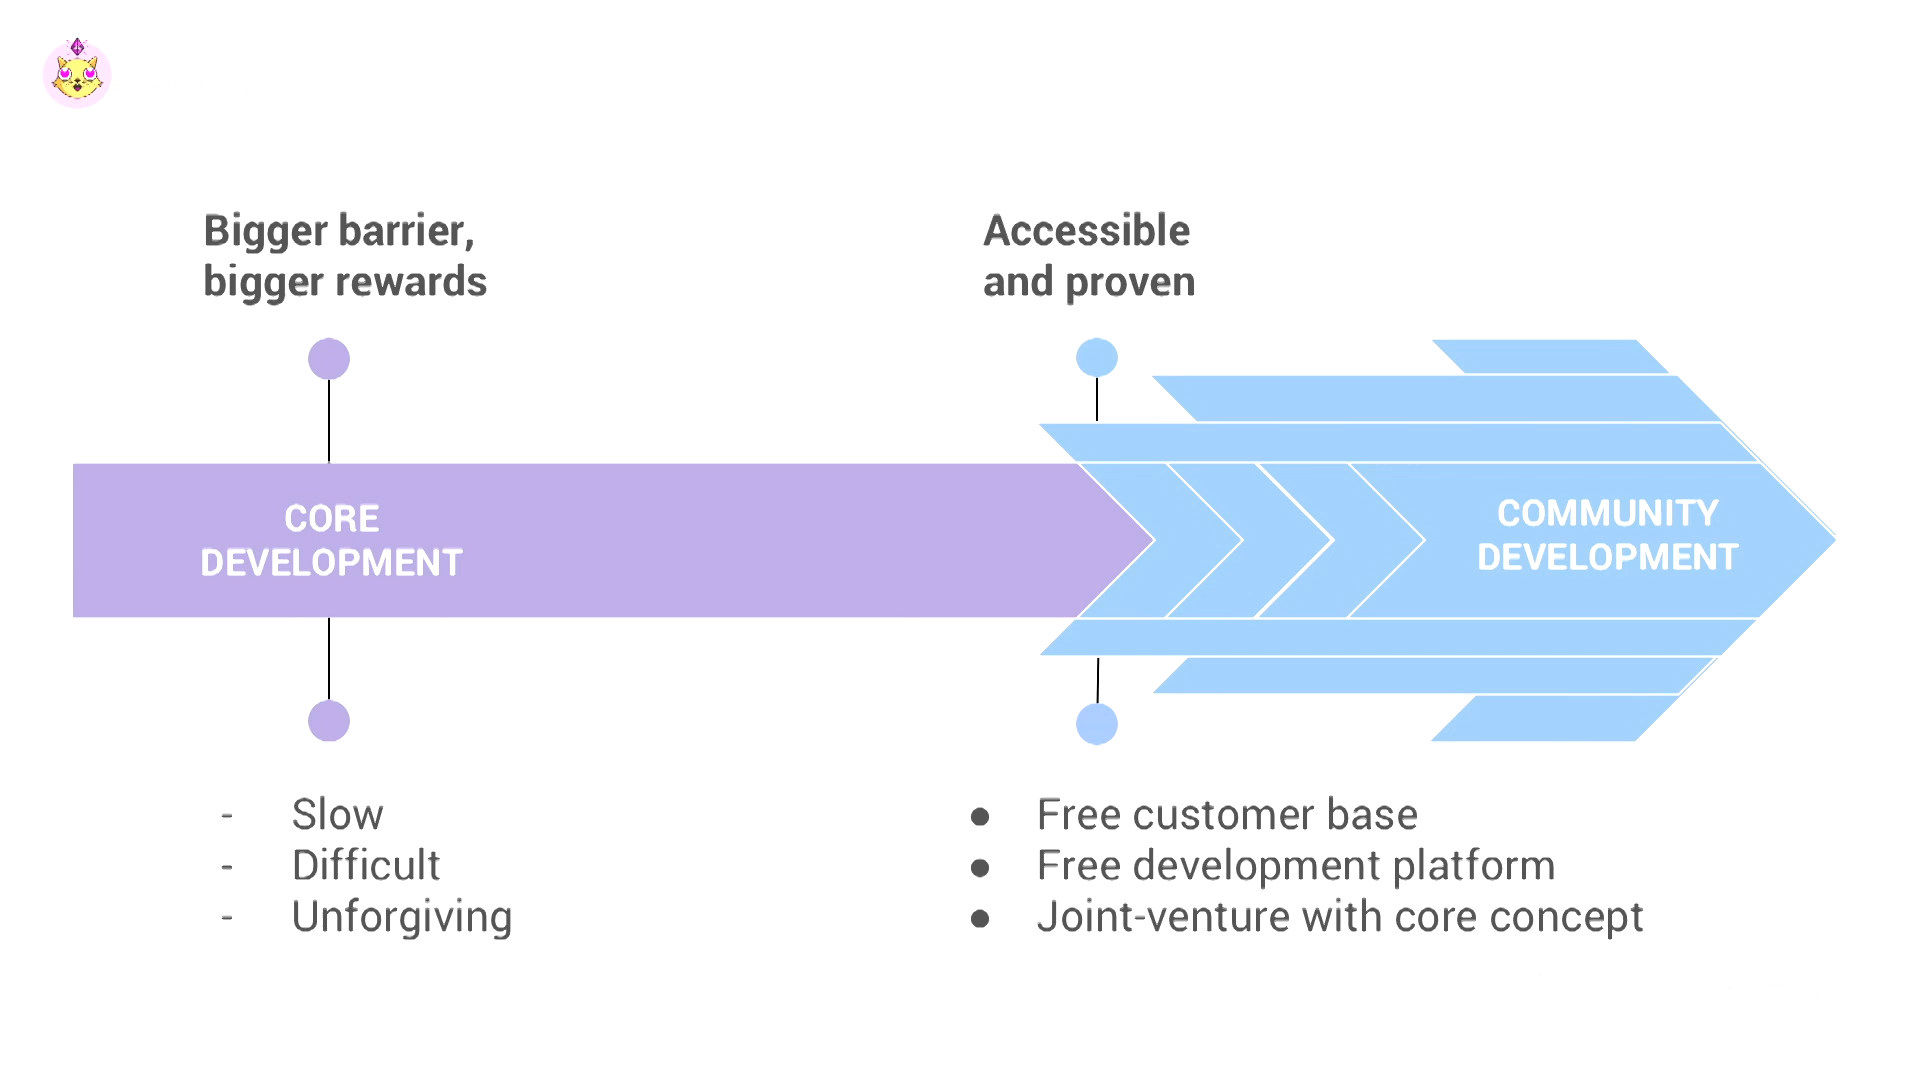 Bigger barrier,
bigger rewards
Accessible
and proven
CORE
DEVELOPMENT
COMMUNITY
DEVELOPMENT
- Slow
- Difficult
- Unforgiving
● Free customer base
● Free development platform
● Joint-venture with core concept